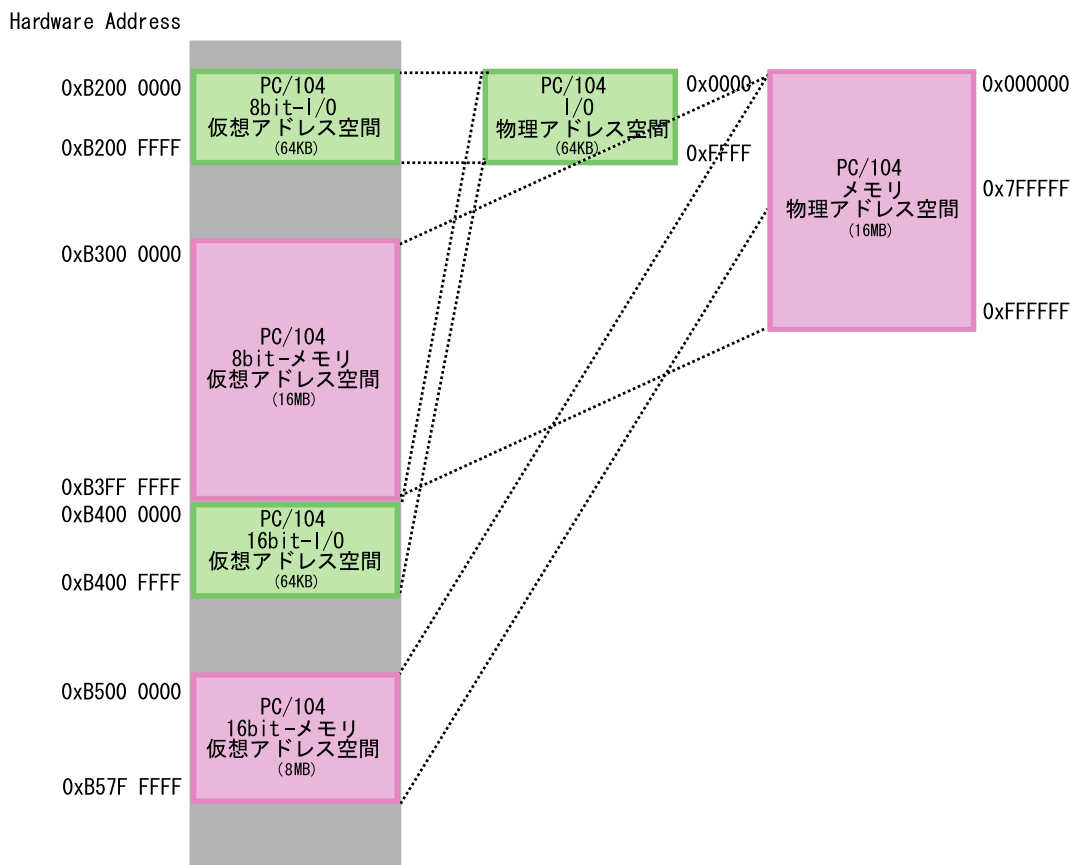 Hardware Address
0xB200 0000
0xB200 FFFF
PC/104
8bit-I/O
仮想アドレス空間
(64KB)
PC/104
I/O
物理アドレス空間
(64KB)
0x0000
0xFFFF
PC/104
メモリ
物理アドレス空間
(16MB)
0x000000
0x7FFFFF
0xFFFFFF
0xB300 0000
PC/104
8bit-メモリ
仮想アドレス空間
(16MB)
0xB3FF FFFF
0xB400 0000
PC/104
16bit-I/O
仮想アドレス空間
(64KB)
0xB400 FFFF
0xB500 0000
PC/104
16bit-メモリ
仮想アドレス空間
(8MB)
0xB57F FFFF